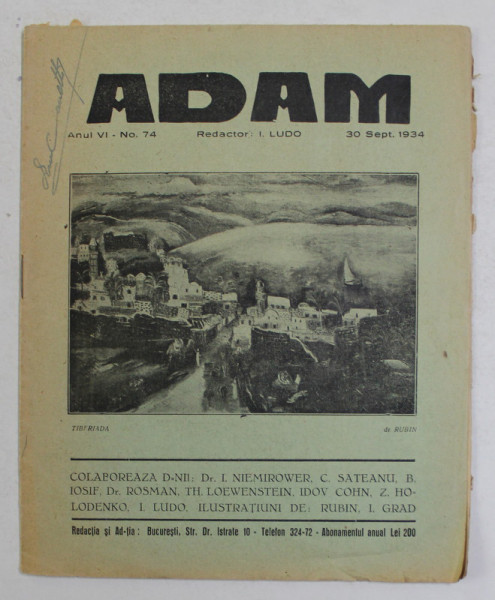 ADAM
Anul VI - No. 74 Redactor: I. LUDO 30 Sept. 1934
TIBERIADA de RUBIN
COLABOREAZA D-NII: Dr. I. NIEMIROWER, C. SATEANU, B.
IOSIF, Dr. ROSMAN, TH. LOEWENSTEIN, IDOV COHN, Z. HO-
LODENKO, I. LUDO, ILUSTRAȚIUNI DE: RUBIN, I. GRAD
Redacția și Ad-ția: București, Str. Dr. Istrate 10 - Telefon 324-72 - Abonamentul anual Lei 200